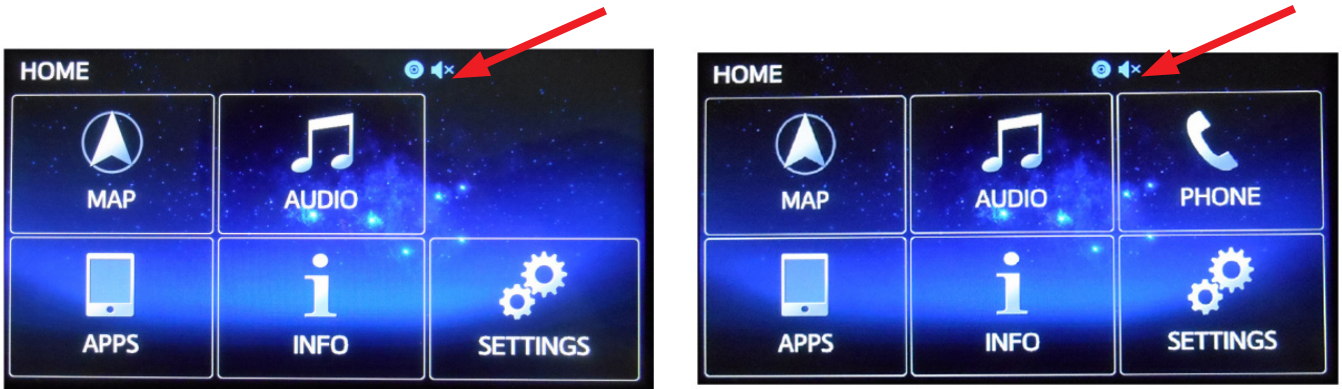 HOME
MAP AUDIO
APPS INFO SETTINGS
HOME
MAP AUDIO PHONE
APPS INFO SETTINGS